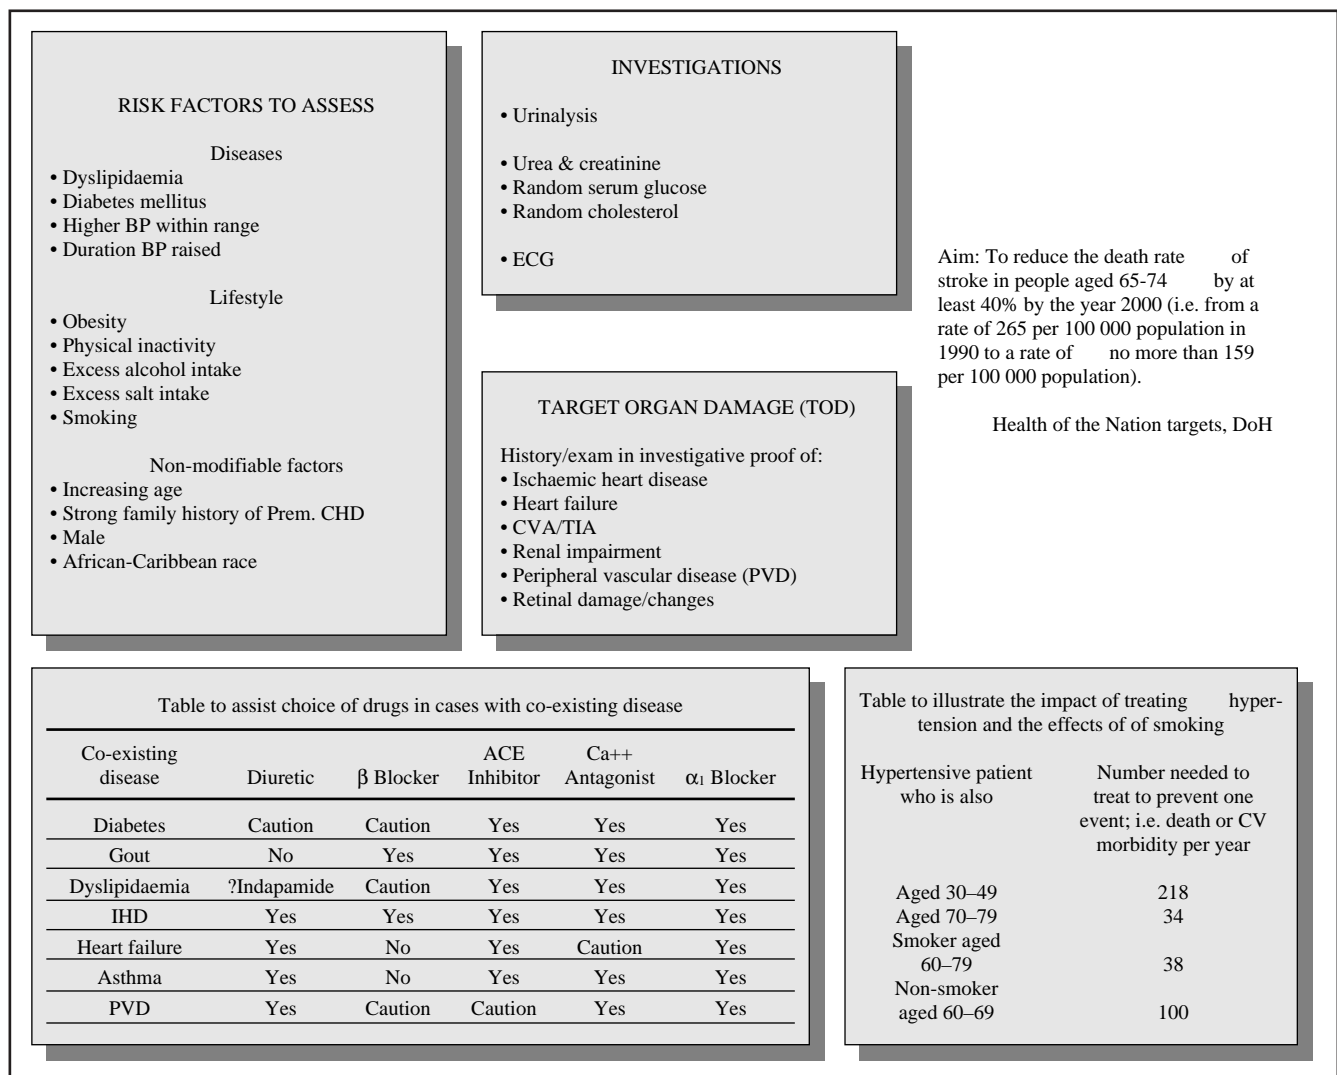 RISK FACTORS TO ASSESS
Diseases
• Dyslipidaemia
• Diabetes mellitus
• Higher BP within range
• Duration BP raised
Lifestyle
• Obesity
• Physical inactivity
• Excess alcohol intake
• Excess salt intake
• Smoking
Non-modifiable factors
• Increasing age
• Strong family history of Prem. CHD
• Male
• African-Caribbean race
INVESTIGATIONS
• Urinalysis
• Urea & creatinine
• Random serum glucose
• Random cholesterol
• ECG
TARGET ORGAN DAMAGE (TOD)
History/exam in investigative proof of:
• Ischaemic heart disease
• Heart failure
• CVA/TIA
• Renal impairment
• Peripheral vascular disease (PVD)
• Retinal damage/changes
Aim: To reduce the death rate of
stroke in people aged 65-74 by at
least 40% by the year 2000 (i.e. from a
rate of 265 per 100 000 population in
1990 to a rate of no more than 159
per 100 000 population).
Health of the Nation targets, DoH
Table to assist choice of drugs in cases with co-existing disease
Co-existing ACE Ca++
disease Diuretic β Blocker Inhibitor Antagonist α1 Blocker
Diabetes Caution Caution Yes Yes Yes
Gout No Yes Yes Yes Yes
Dyslipidaemia ?Indapamide Caution Yes Yes Yes
IHD Yes Yes Yes Yes Yes
Heart failure Yes No Yes Caution Yes
Asthma Yes No Yes Yes Yes
PVD Yes Caution Caution Yes Yes
Table to illustrate the impact of treating hyper-
tension and the effects of of smoking
Hypertensive patient Number needed to
who is also treat to prevent one
event; i.e. death or CV
morbidity per year
Aged 30–49 218
Aged 70–79 34
Smoker aged
60–79 38
Non-smoker
aged 60–69 100